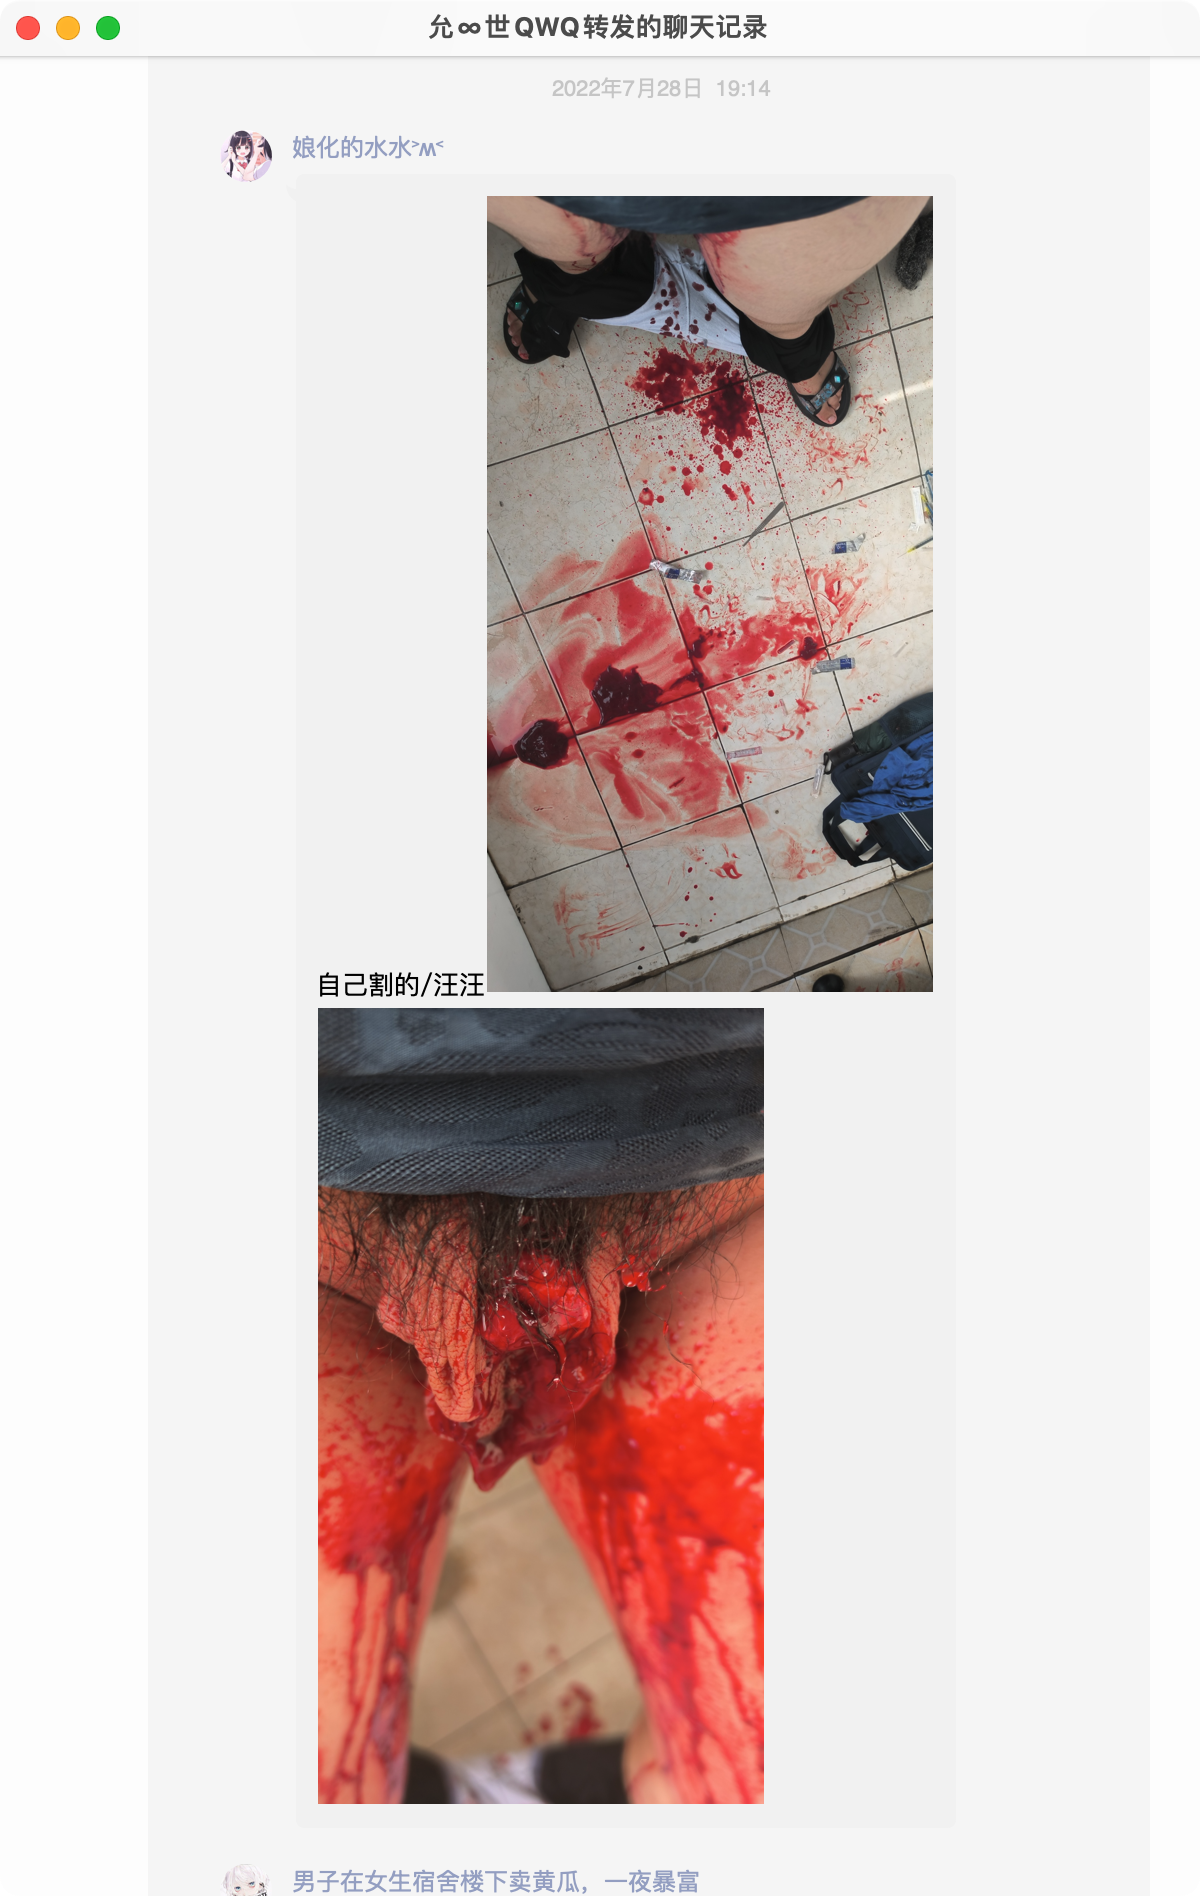 允∞世QWQ转发的聊天记录
2022年7月28日 19:14
娘化的水水˃ʍ˂
自己割的/汪汪
男子在女生宿舍楼下卖黄瓜，一夜暴富